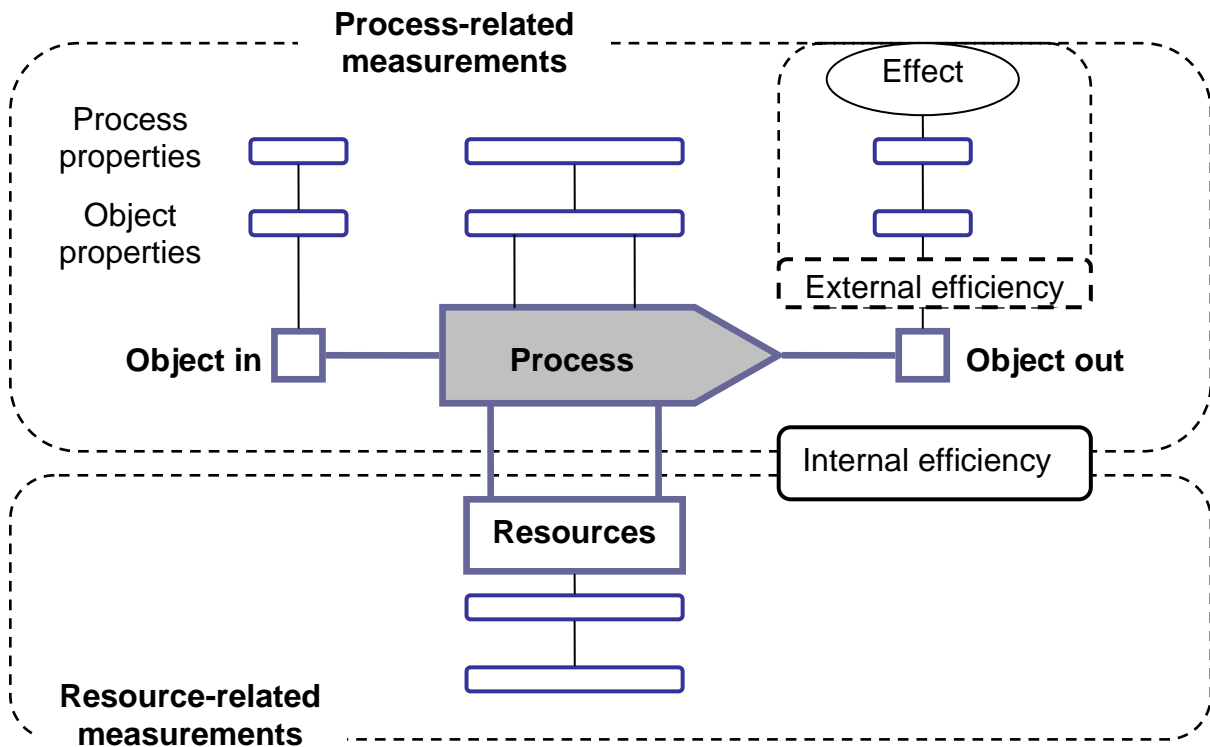 Process-related
measurements
Effect
Process
properties
Object
properties
External efficiency
Object in
Process
Object out
Internal efficiency
Resources
Resource-related
measurements